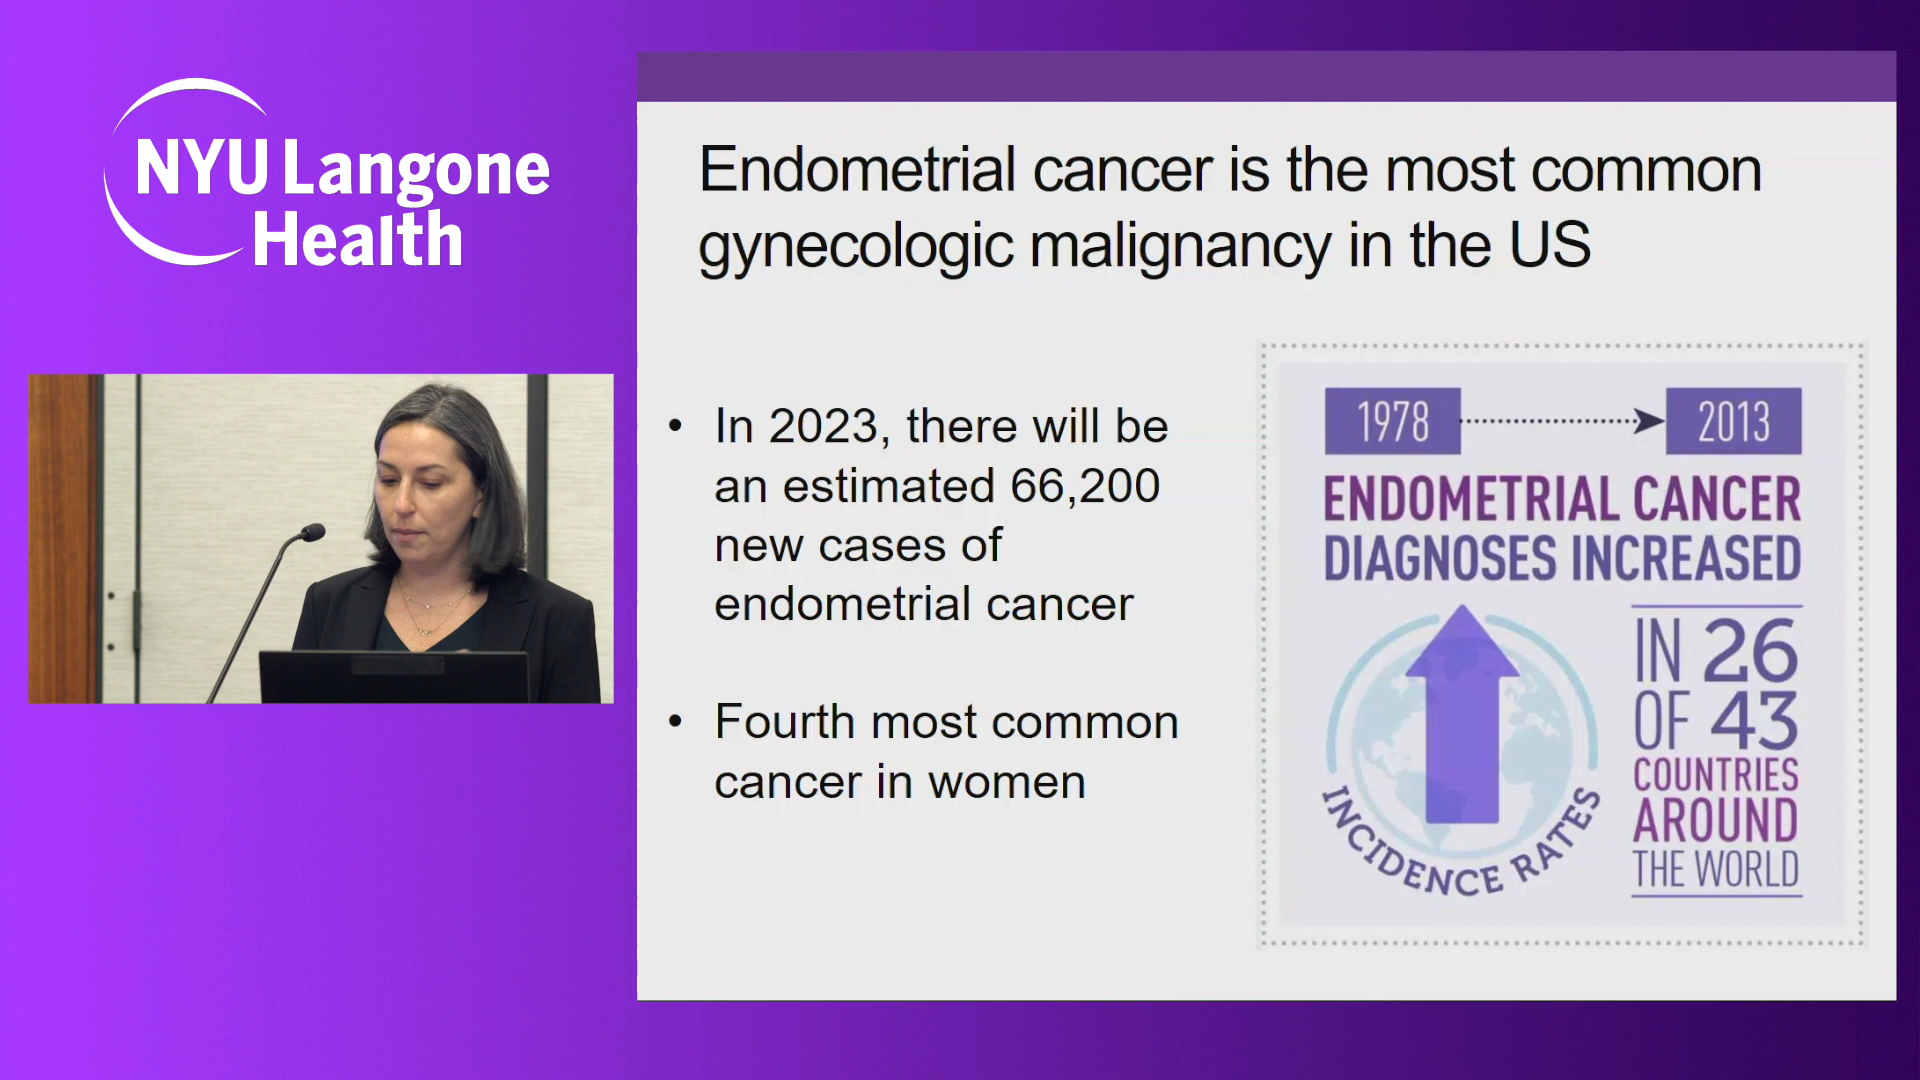 NYU Langone
Health
Endometrial cancer is the most common
gynecologic malignancy in the US
• In 2023, there will be
an estimated 66,200
new cases of
endometrial cancer
• Fourth most common
cancer in women
1978
2013
ENDOMETRIAL CANCER
DIAGNOSES INCREASED
INCIDENCE RATES
IN 26
OF 43
COUNTRIES
AROUND
THE WORLD